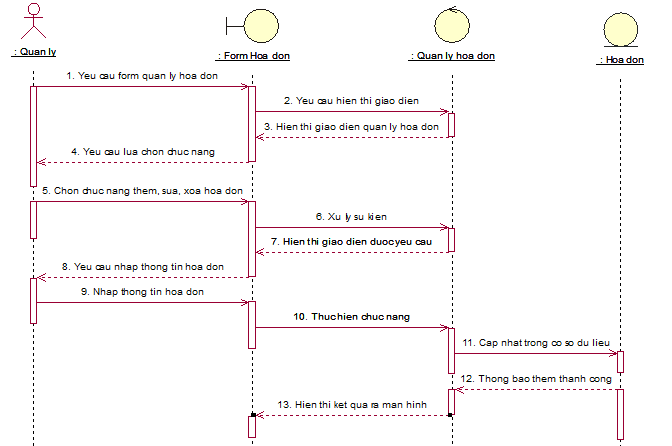 : Quan ly
: Form Hoa don
: Quan ly hoa don
: Hoa don
1. Yeu cau form quan ly hoa don
2. Yeu cau hien thi giao dien
3. Hien thi giao dien quan ly hoa don
4. Yeu cau lua chon chuc nang
5. Chon chuc nang them, sua, xoa hoa don
6. Xu ly su kien
7. Hien thi giao dien duoc yeu cau
8. Yeu cau nhap thong tin hoa don
9. Nhap thong tin hoa don
10. Thuc hien chuc nang
11. Cap nhat trong co so du lieu
12. Thong bao them thanh cong
13. Hien thi ket qua ra man hinh